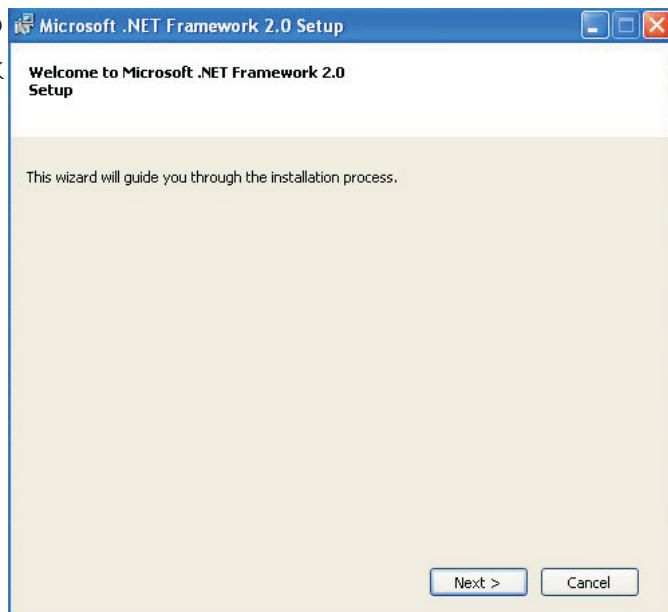 Microsoft .NET Framework 2.0 Setup
Welcome to Microsoft .NET Framework 2.0
Setup
This wizard will guide you through the installation process.
Next >
Cancel